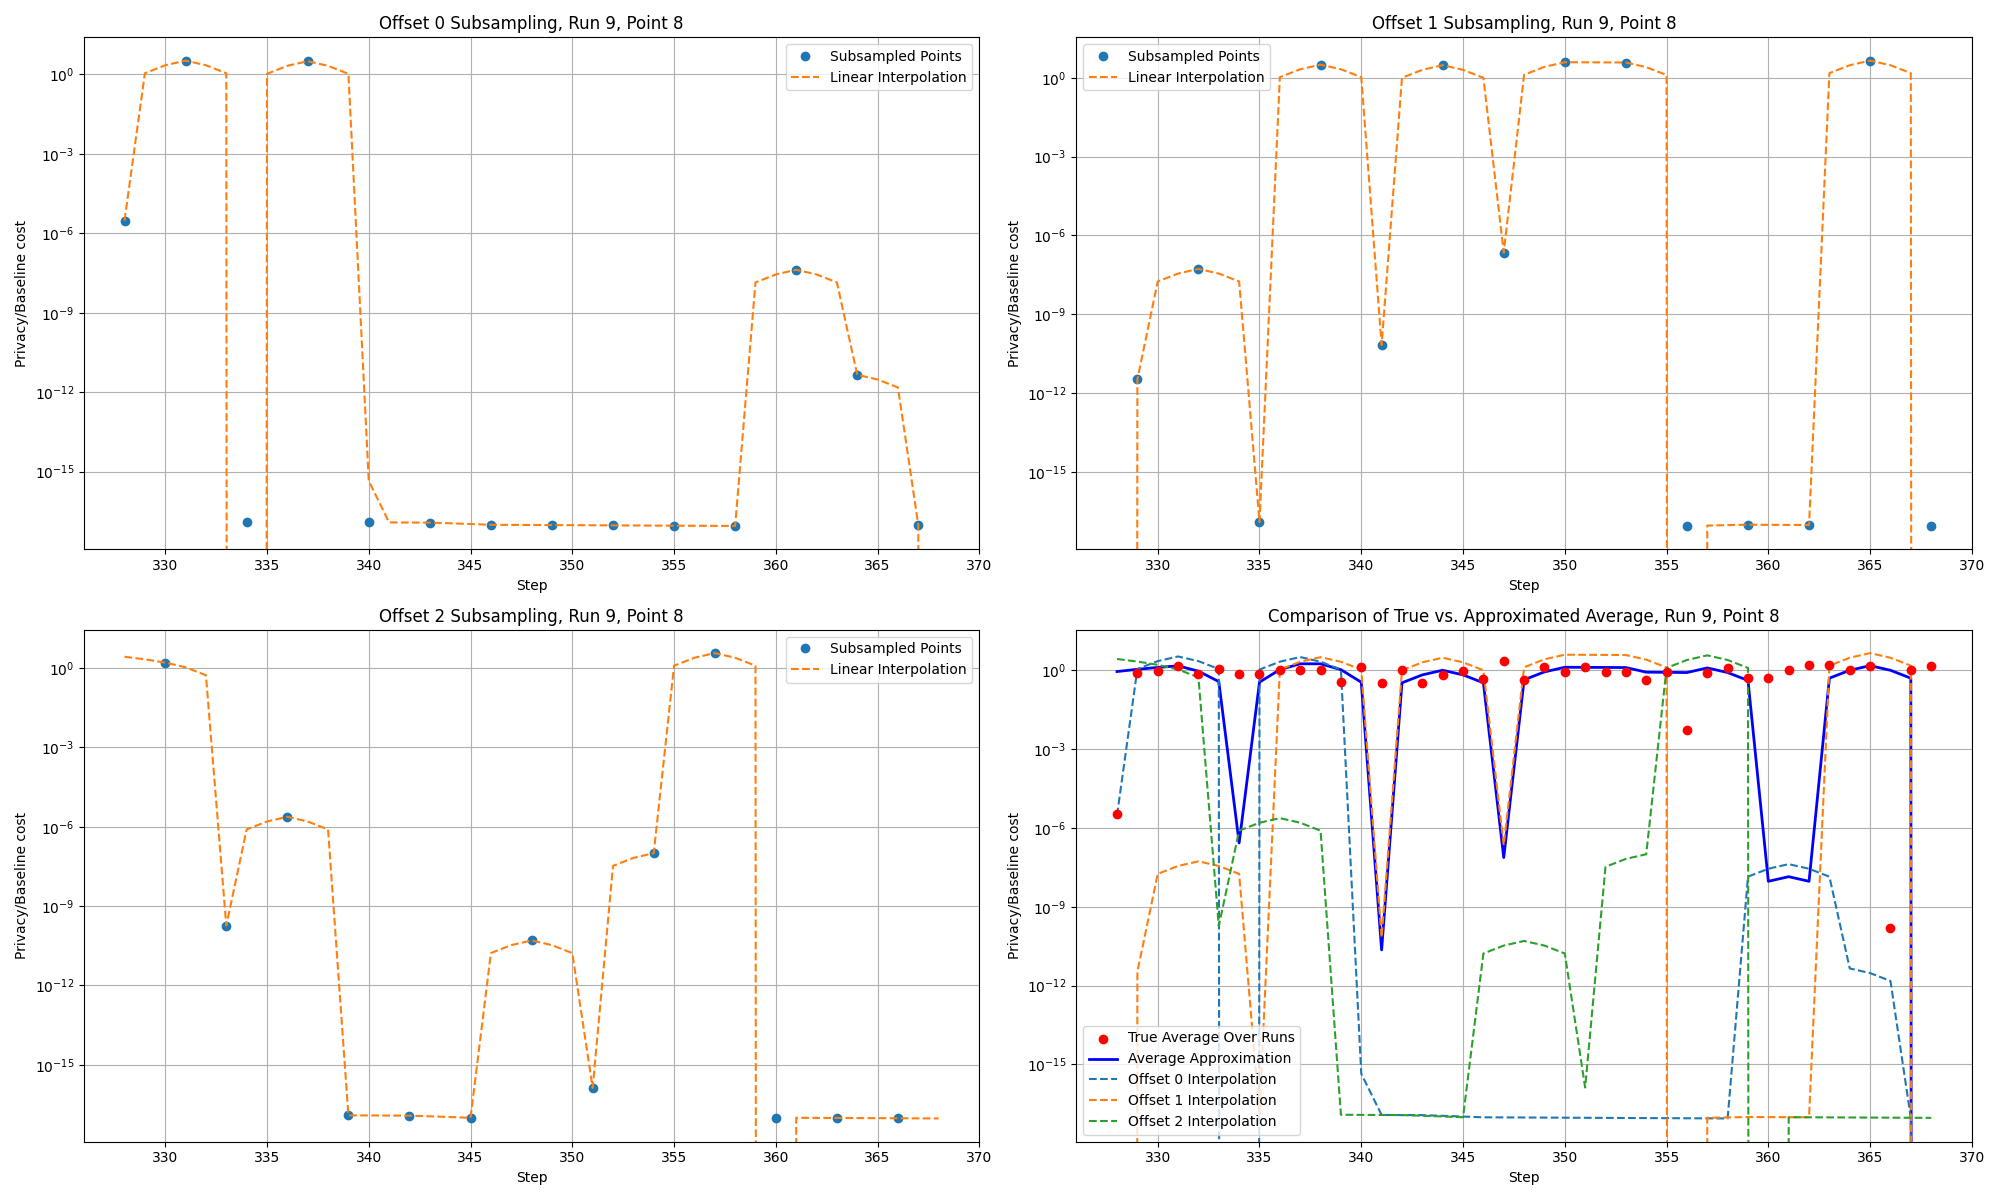 Offset 0 Subsampling, Run 9, Point 8
Privacy/Baseline cost
10^0
10^-3
10^-6
10^-9
10^-12
10^-15
Subsampled Points
Linear Interpolation
330 335 340 345 350 355 360 365 370
Step
Offset 1 Subsampling, Run 9, Point 8
Privacy/Baseline cost
10^0
10^-3
10^-6
10^-9
10^-12
10^-15
Subsampled Points
Linear Interpolation
330 335 340 345 350 355 360 365 370
Step
Offset 2 Subsampling, Run 9, Point 8
Privacy/Baseline cost
10^0
10^-3
10^-6
10^-9
10^-12
10^-15
Subsampled Points
Linear Interpolation
330 335 340 345 350 355 360 365 370
Step
Comparison of True vs. Approximated Average, Run 9, Point 8
Privacy/Baseline cost
10^0
10^-3
10^-6
10^-9
10^-12
10^-15
True Average Over Runs
Average Approximation
Offset 0 Interpolation
Offset 1 Interpolation
Offset 2 Interpolation
330 335 340 345 350 355 360 365 370
Step